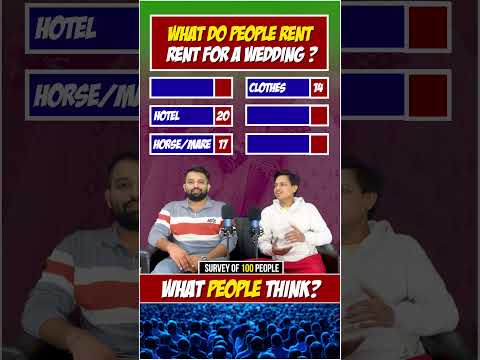 HOTEL
HORSE/M
WHAT DO PEOPLE RENT
RENT FOR A WEDDING ?
CLOTHES 14
HOTEL 20
HORSE/MARE 17
SURVEY OF 100 PEOPLE
WHAT PEOPLE THINK?